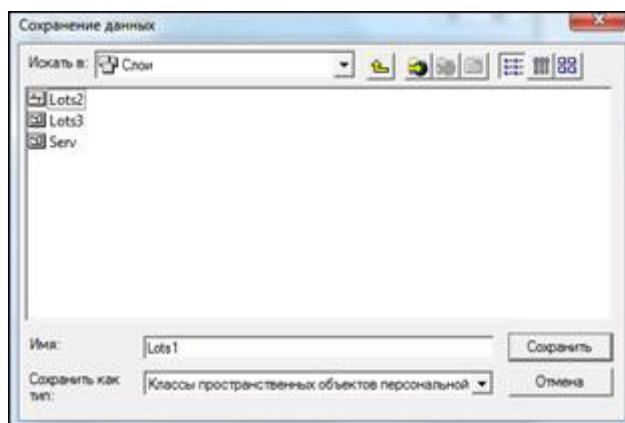 Сохранение данных
Искать в: Слои
Lots2
Lots3
Serv
Имя: Lots1 Сохранить
Сохранить как тип: Классы пространственных объектов персональной Отмена